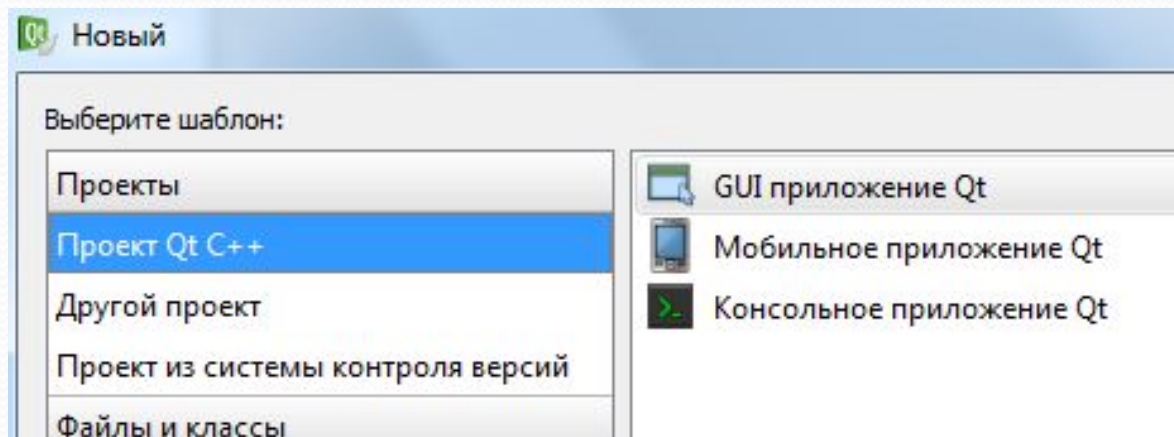 Новый
Выберите шаблон:
Проекты
Проект Qt C++
Другой проект
Проект из системы контроля версий
Файлы и классы
GUI приложение Qt
Мобильное приложение Qt
Консольное приложение Qt